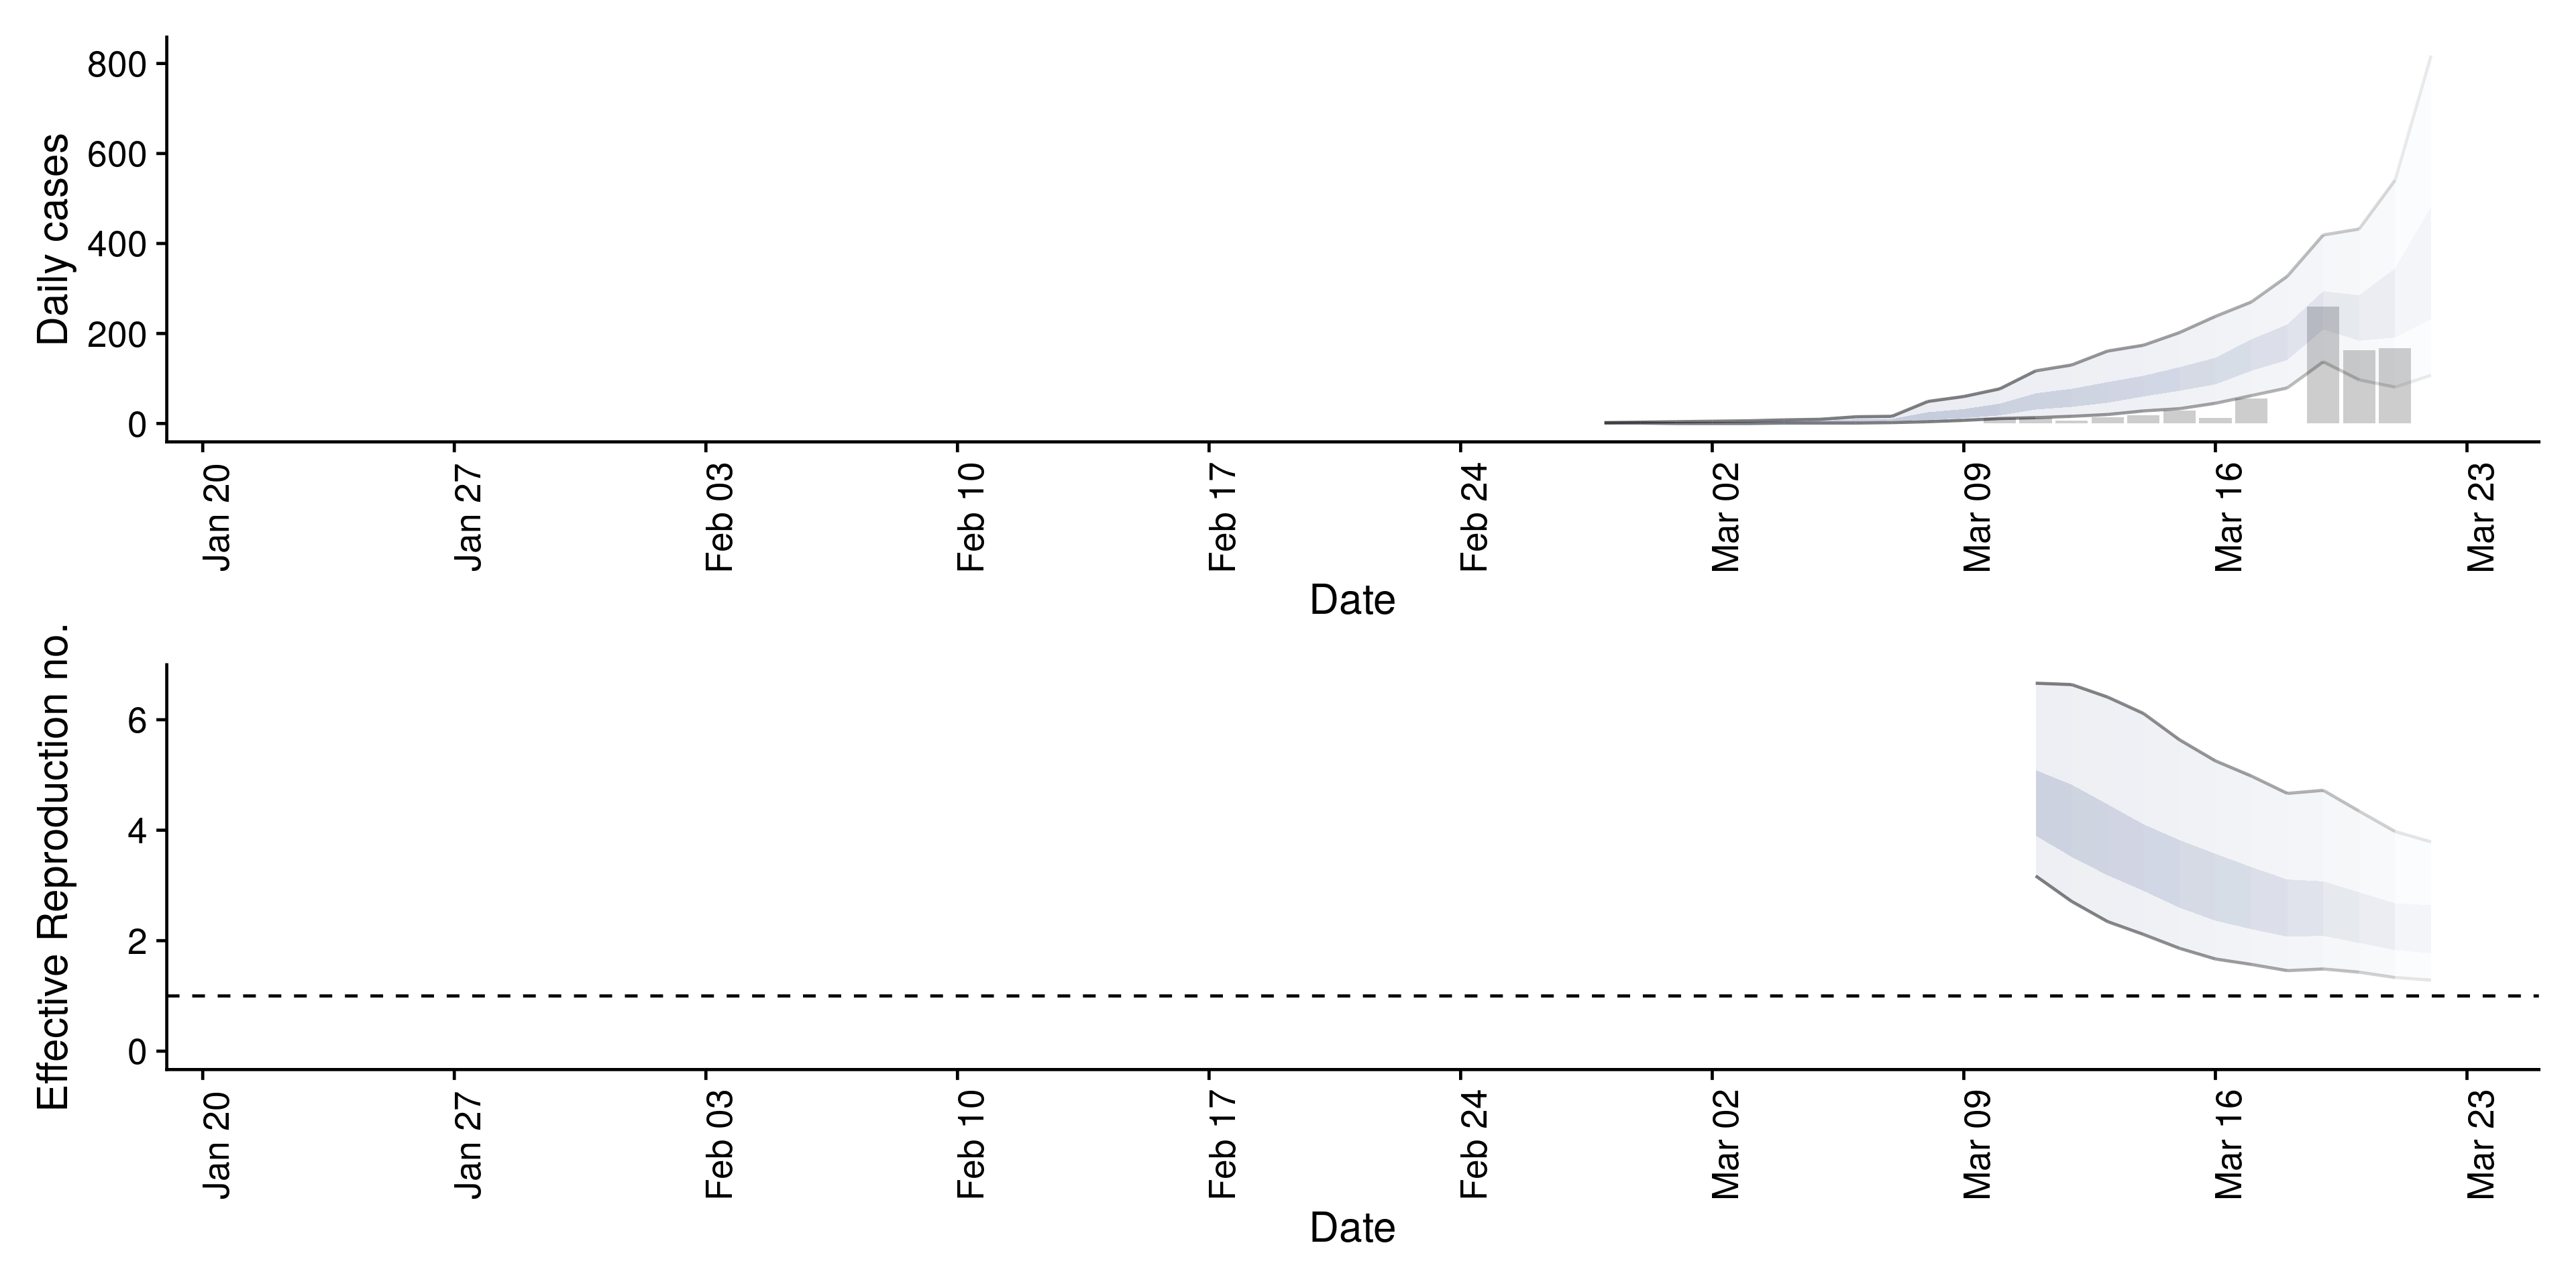 Daily cases
800
600
400
200
0
Jan 20
Jan 27
Feb 03
Feb 10
Feb 17
Feb 24
Mar 02
Mar 09
Mar 16
Mar 23
Date
Effective Reproduction no.
6
4
2
0
Jan 20
Jan 27
Feb 03
Feb 10
Feb 17
Feb 24
Mar 02
Mar 09
Mar 16
Mar 23
Date